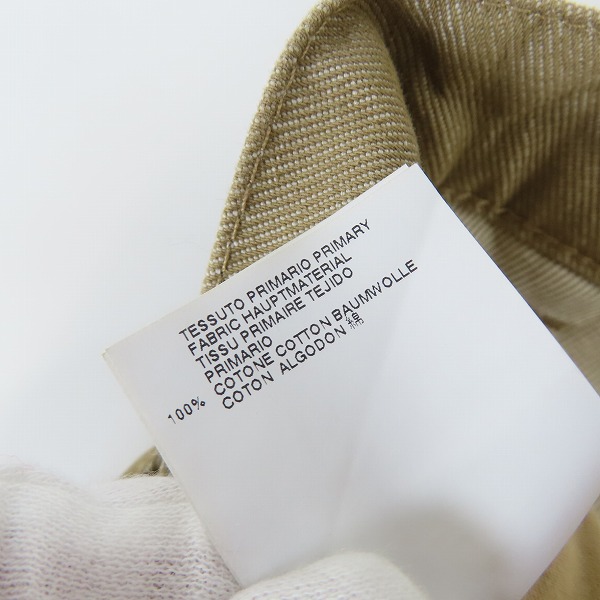 TESSUTO PRIMARIO PRIMARY
FABRIC HAUPTMATERIAL
TISSU PRIMAIRE TEJIDO
PRIMARIO
100% COTONE COTTON BAUMWOLLE
COTON ALGODON 綿